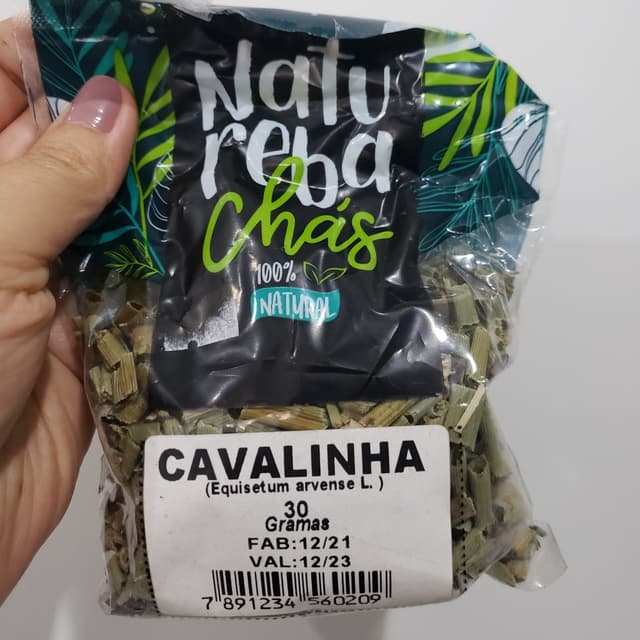 Natu
reba
Chás
100%
NATURAL
CAVALINHA
(Equisetum arvense L. )
30
Gramas
FAB:12/21
VAL:12/23
7 891234 560209